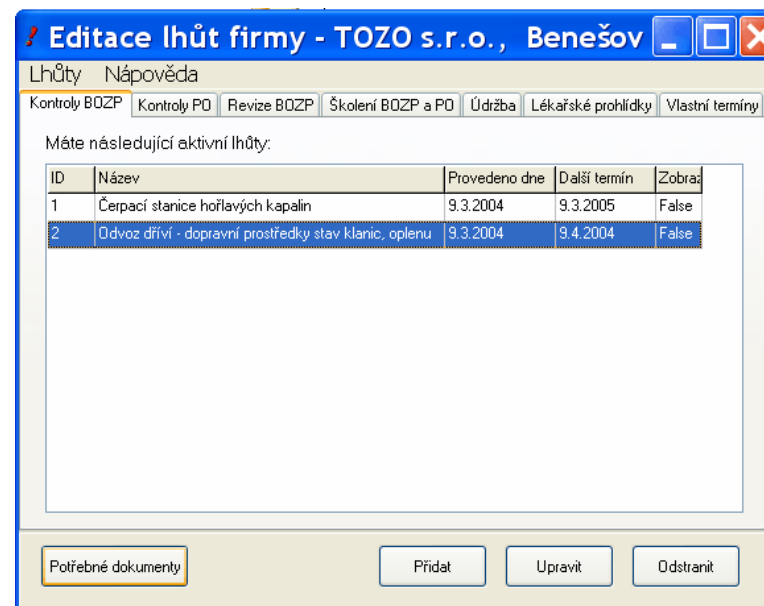 Editace lhůt firmy - TOZO s.r.o., Benešov
Lhůty Nápověda
Kontroly BOZP Kontroly PO Revize BOZP Školení BOZP a PO Údržba Lékařské prohlídky Vlastní termíny
Máte následující aktivní lhůty:
ID Název Provedeno dne Další termín Zobraz
1 Čerpací stanice hořlavých kapalin 9.3.2004 9.3.2005 False
2 Odvoz dříví - dopravní prostředky stav klanic, oplenu 9.3.2004 9.4.2004 False
Potřebné dokumenty Přidat Upravit Odstranit